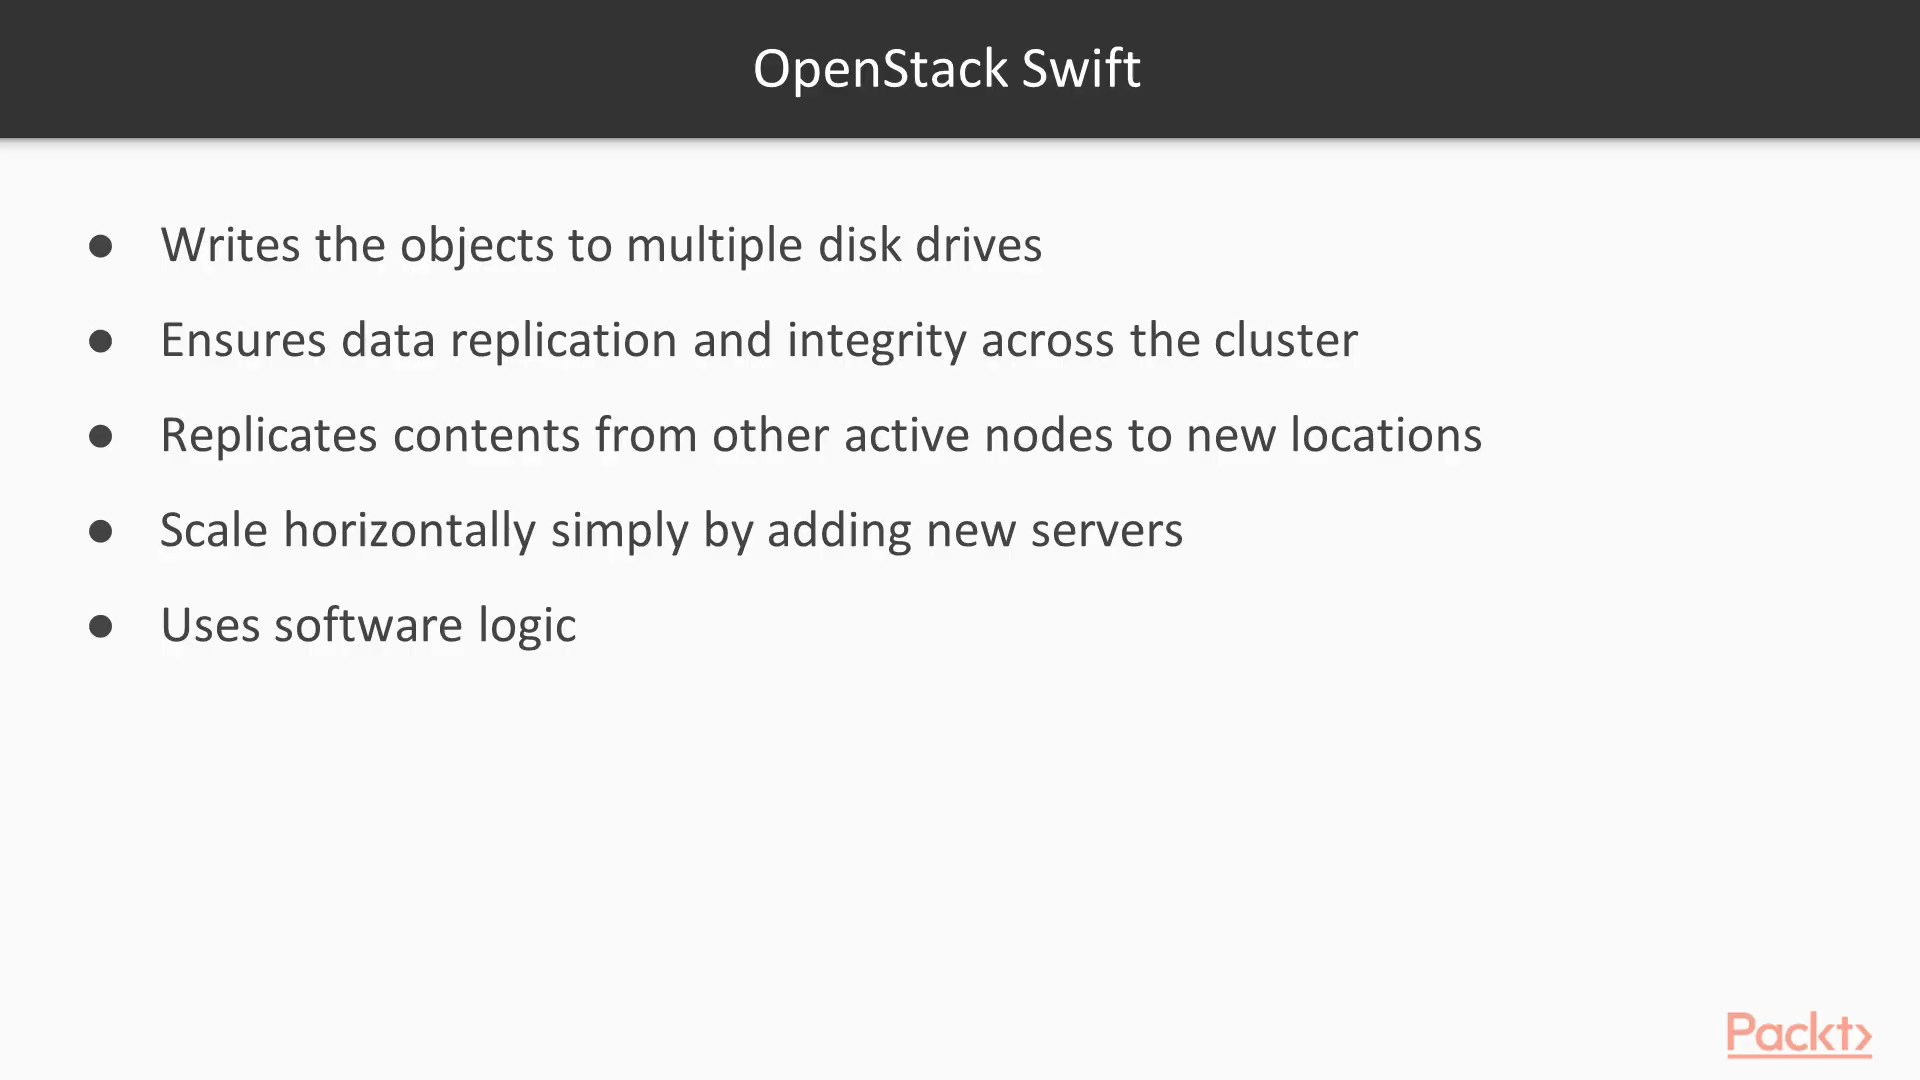 OpenStack Swift
● Writes the objects to multiple disk drives
● Ensures data replication and integrity across the cluster
● Replicates contents from other active nodes to new locations
● Scale horizontally simply by adding new servers
● Uses software logic
Packt>